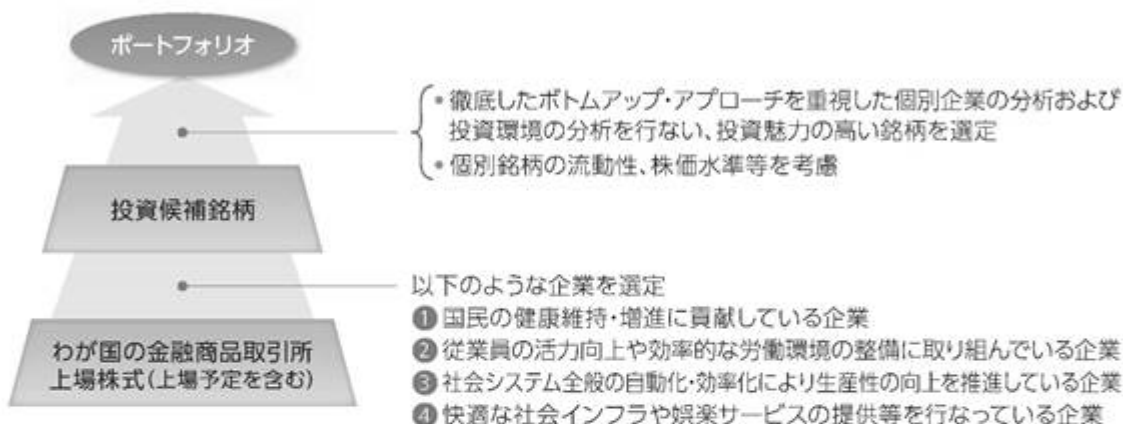 ポートフォリオ
• 徹底したボトムアップ・アプローチを重視した個別企業の分析および
投資環境の分析を行ない、投資魅力の高い銘柄を選定
• 個別銘柄の流動性、株価水準等を考慮
投資候補銘柄
以下のような企業を選定
❶国民の健康維持・増進に貢献している企業
❷従業員の活力向上や効率的な労働環境の整備に取り組んでいる企業
❸社会システム全般の自動化・効率化により生産性の向上を推進している企業
❹快適な社会インフラや娯楽サービスの提供等を行なっている企業
わが国の金融商品取引所
上場株式(上場予定を含む)